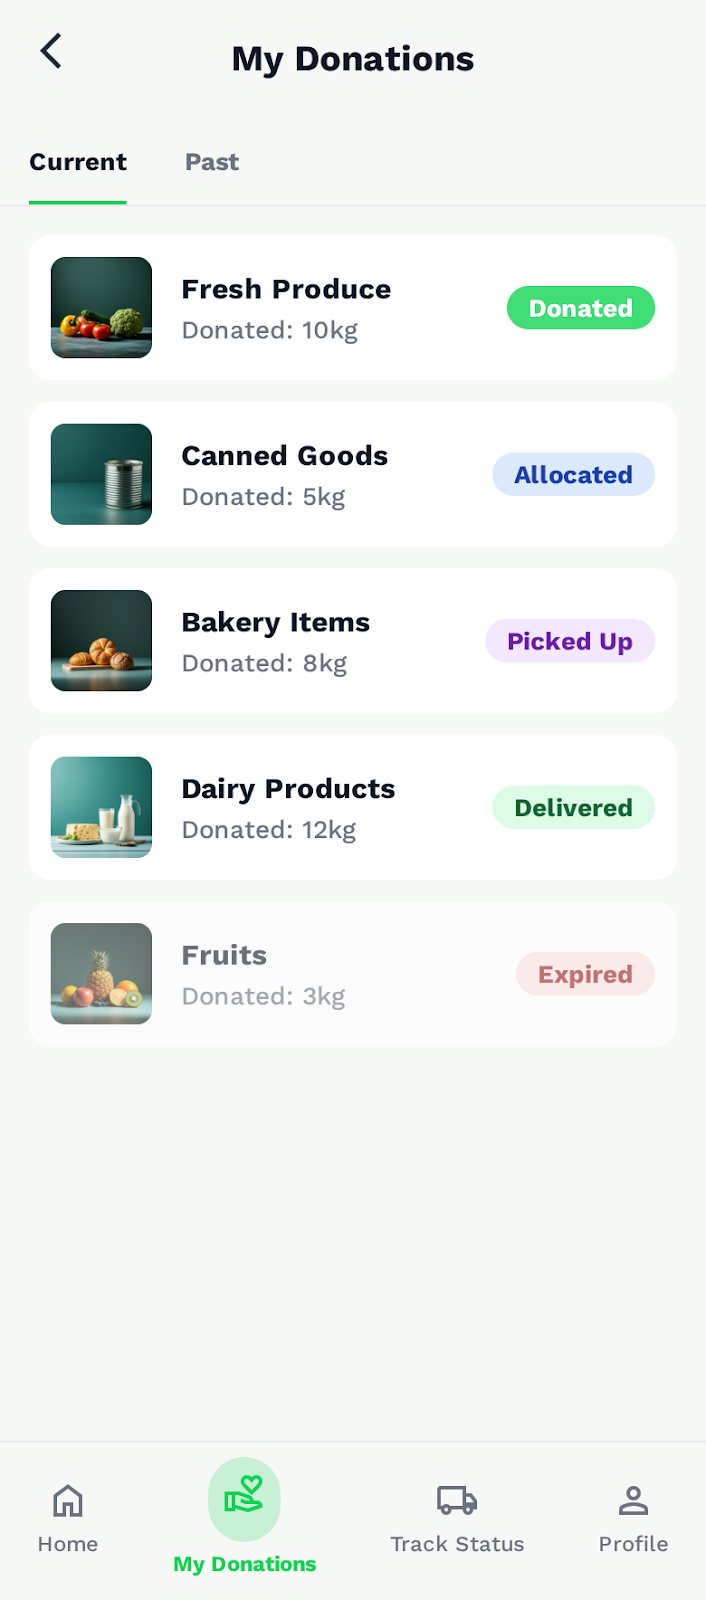 My Donations
Current Past
Fresh Produce
Donated: 10kg
Donated
Canned Goods
Donated: 5kg
Allocated
Bakery Items
Donated: 8kg
Picked Up
Dairy Products
Donated: 12kg
Delivered
Fruits
Donated: 3kg
Expired
Home
My Donations
Track Status
Profile